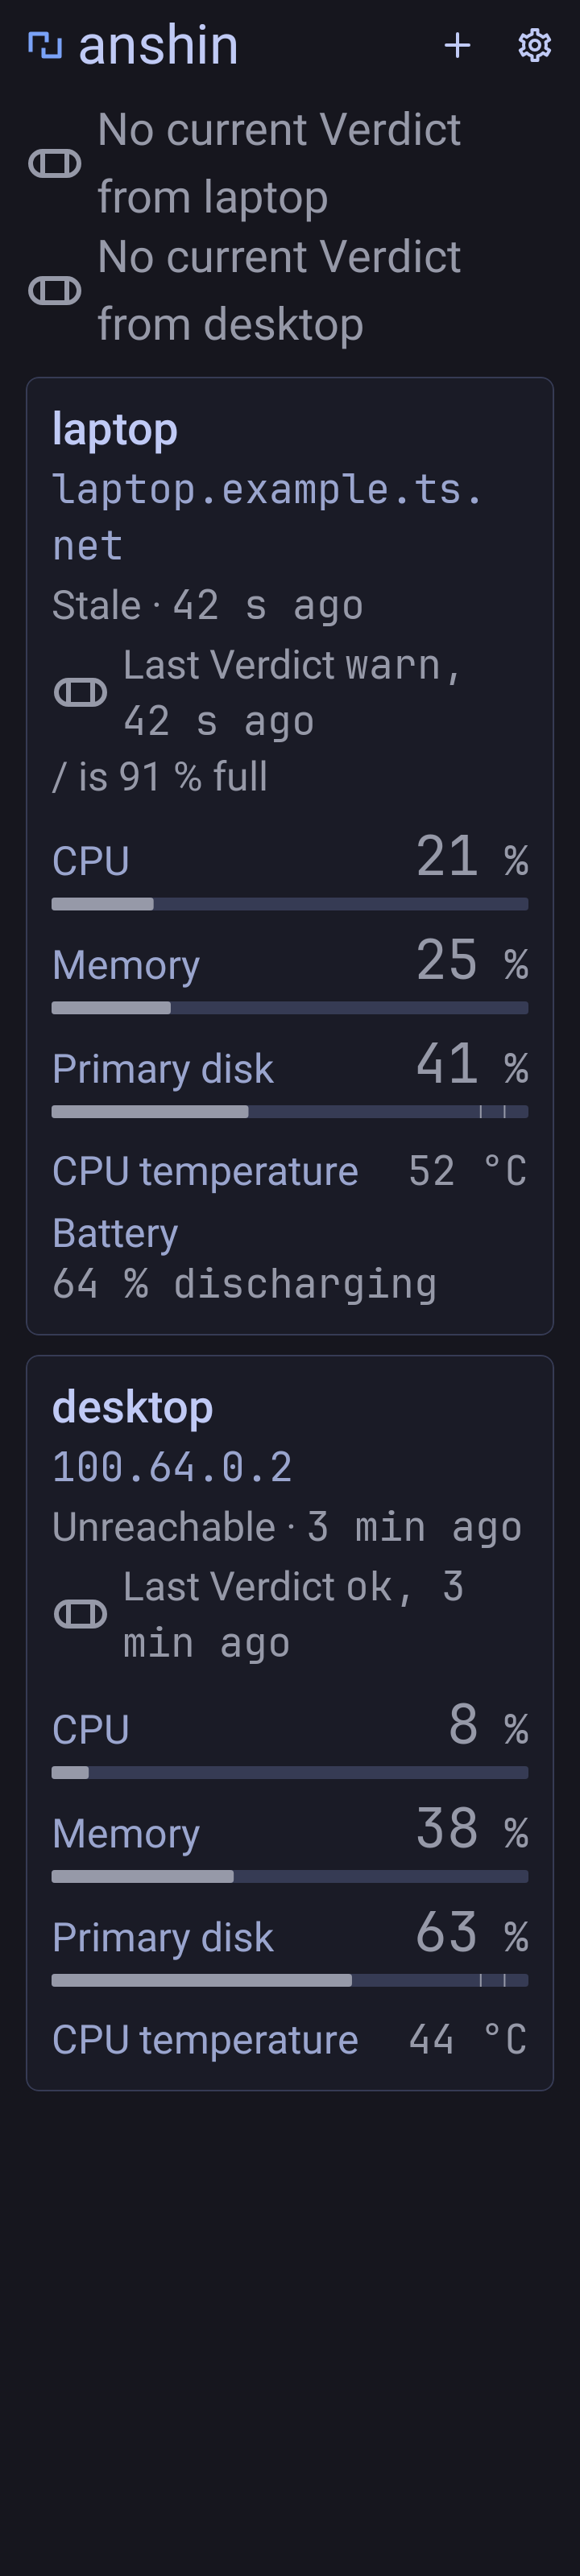 anshin
No current Verdict
from laptop
No current Verdict
from desktop
laptop
laptop.example.ts.
net
Stale · 42 s ago
Last Verdict warn,
42 s ago
/ is 91 % full
CPU 21 %
Memory 25 %
Primary disk 41 %
CPU temperature 52 °C
Battery
64 % discharging
desktop
100.64.0.2
Unreachable · 3 min ago
Last Verdict ok, 3
min ago
CPU 8 %
Memory 38 %
Primary disk 63 %
CPU temperature 44 °C